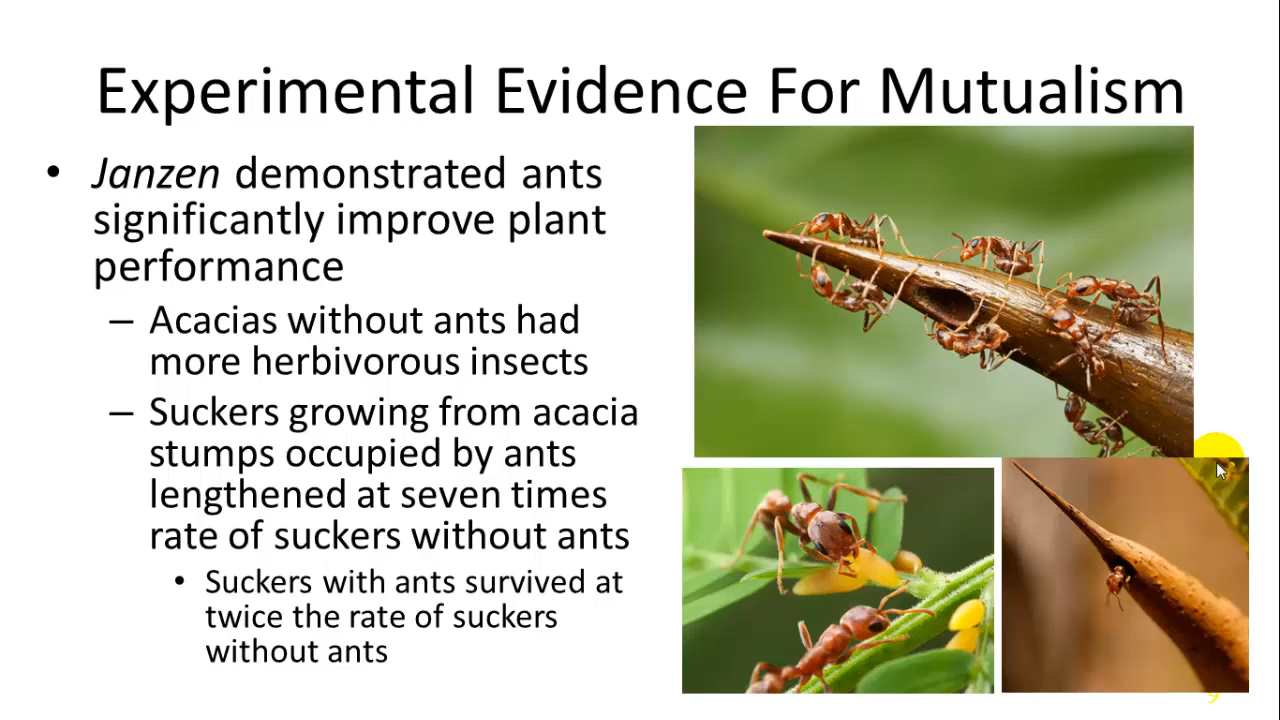 Experimental Evidence For Mutualism
• Janzen demonstrated ants
significantly improve plant
performance
– Acacias without ants had
more herbivorous insects
– Suckers growing from acacia
stumps occupied by ants
lengthened at seven times
rate of suckers without ants
• Suckers with ants survived at
twice the rate of suckers
without ants